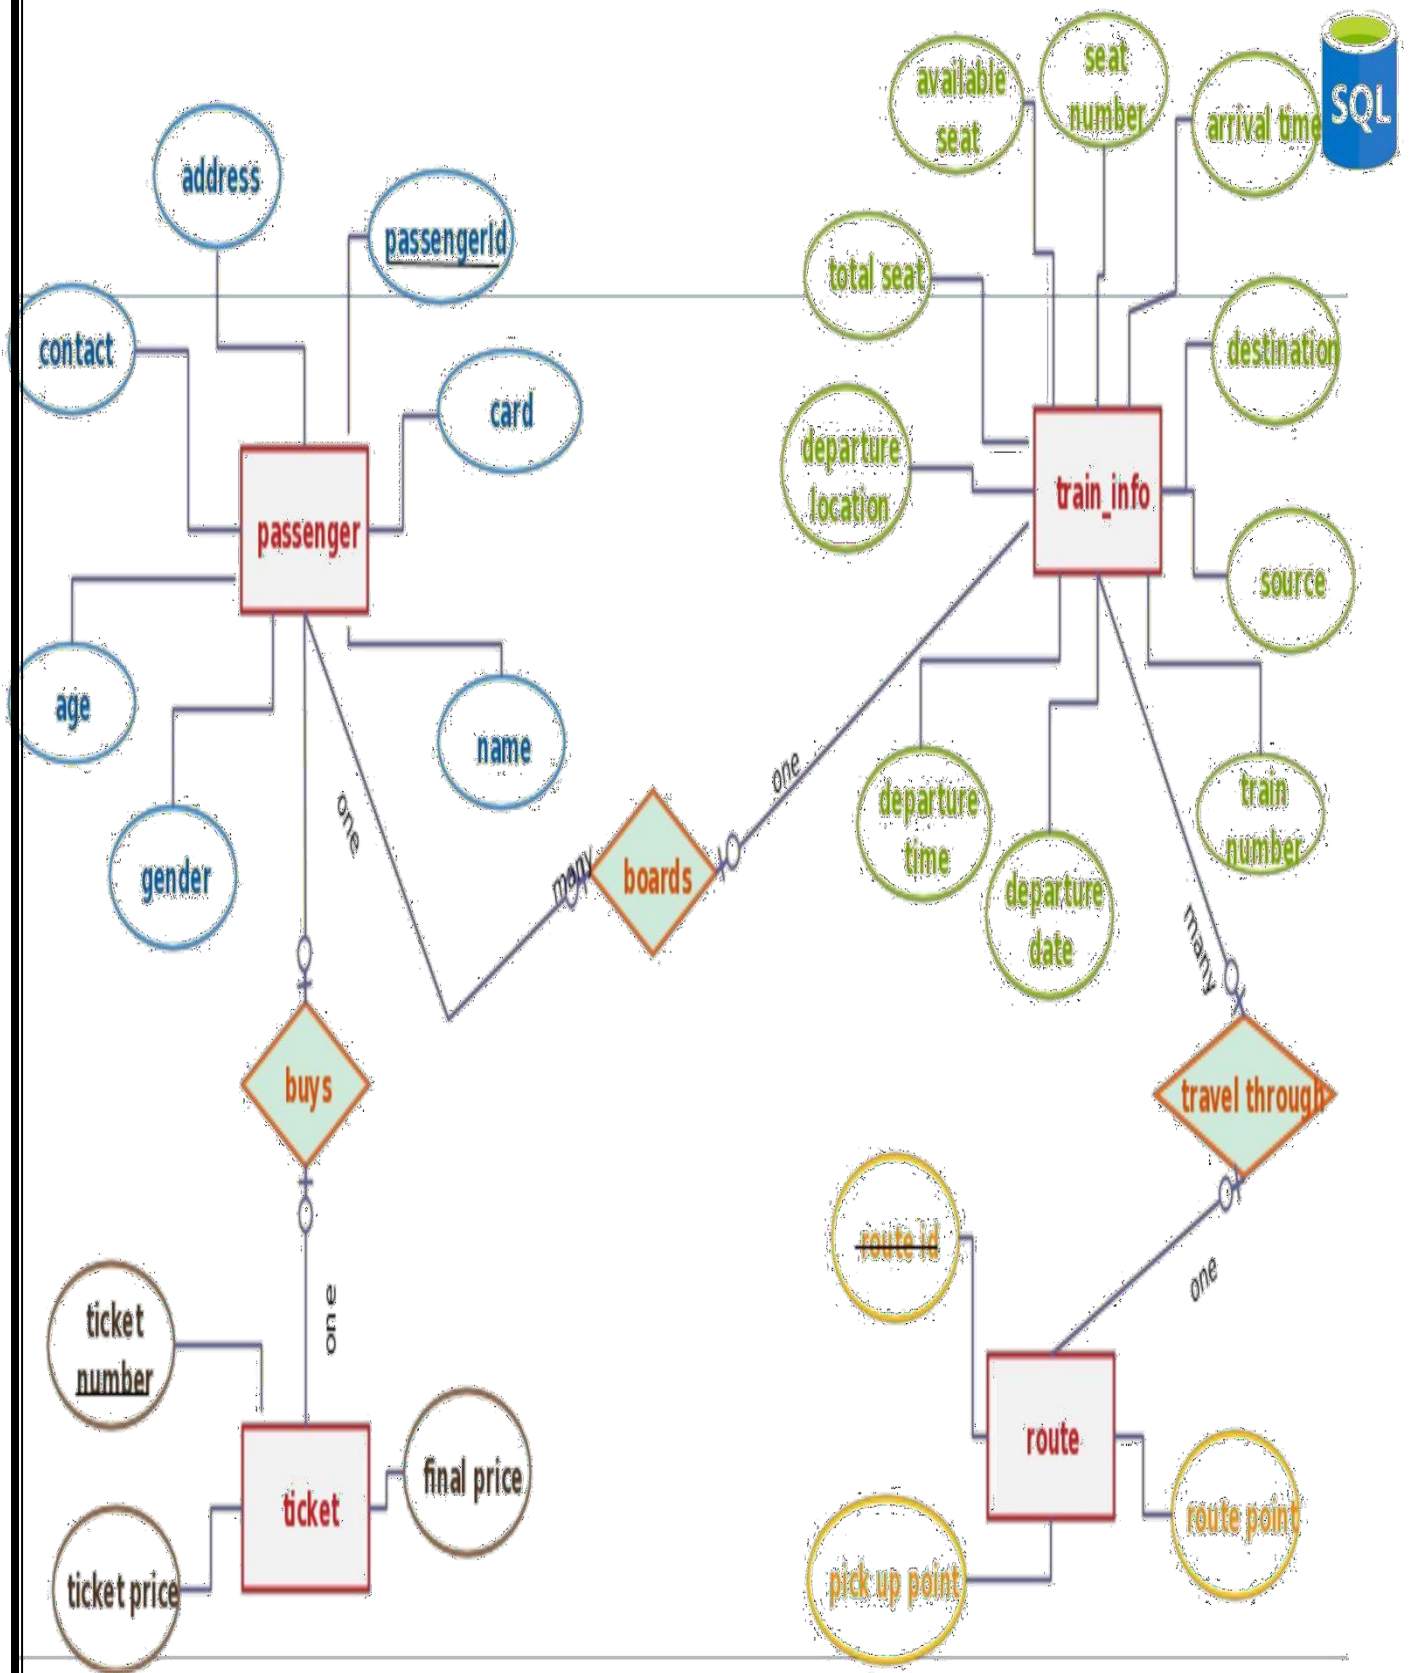 available
seat
seat
number
arrival time
SQL
address
passengerId
total seat
contact
destination
card
departure
location
train_info
passenger
source
age
name
one
one
departure
time
train
number
gender
many
boards
departure
date
many
buys
travel through
route id
one
ticket
number
one
route
final price
ticket
route point
ticket price
pick up point